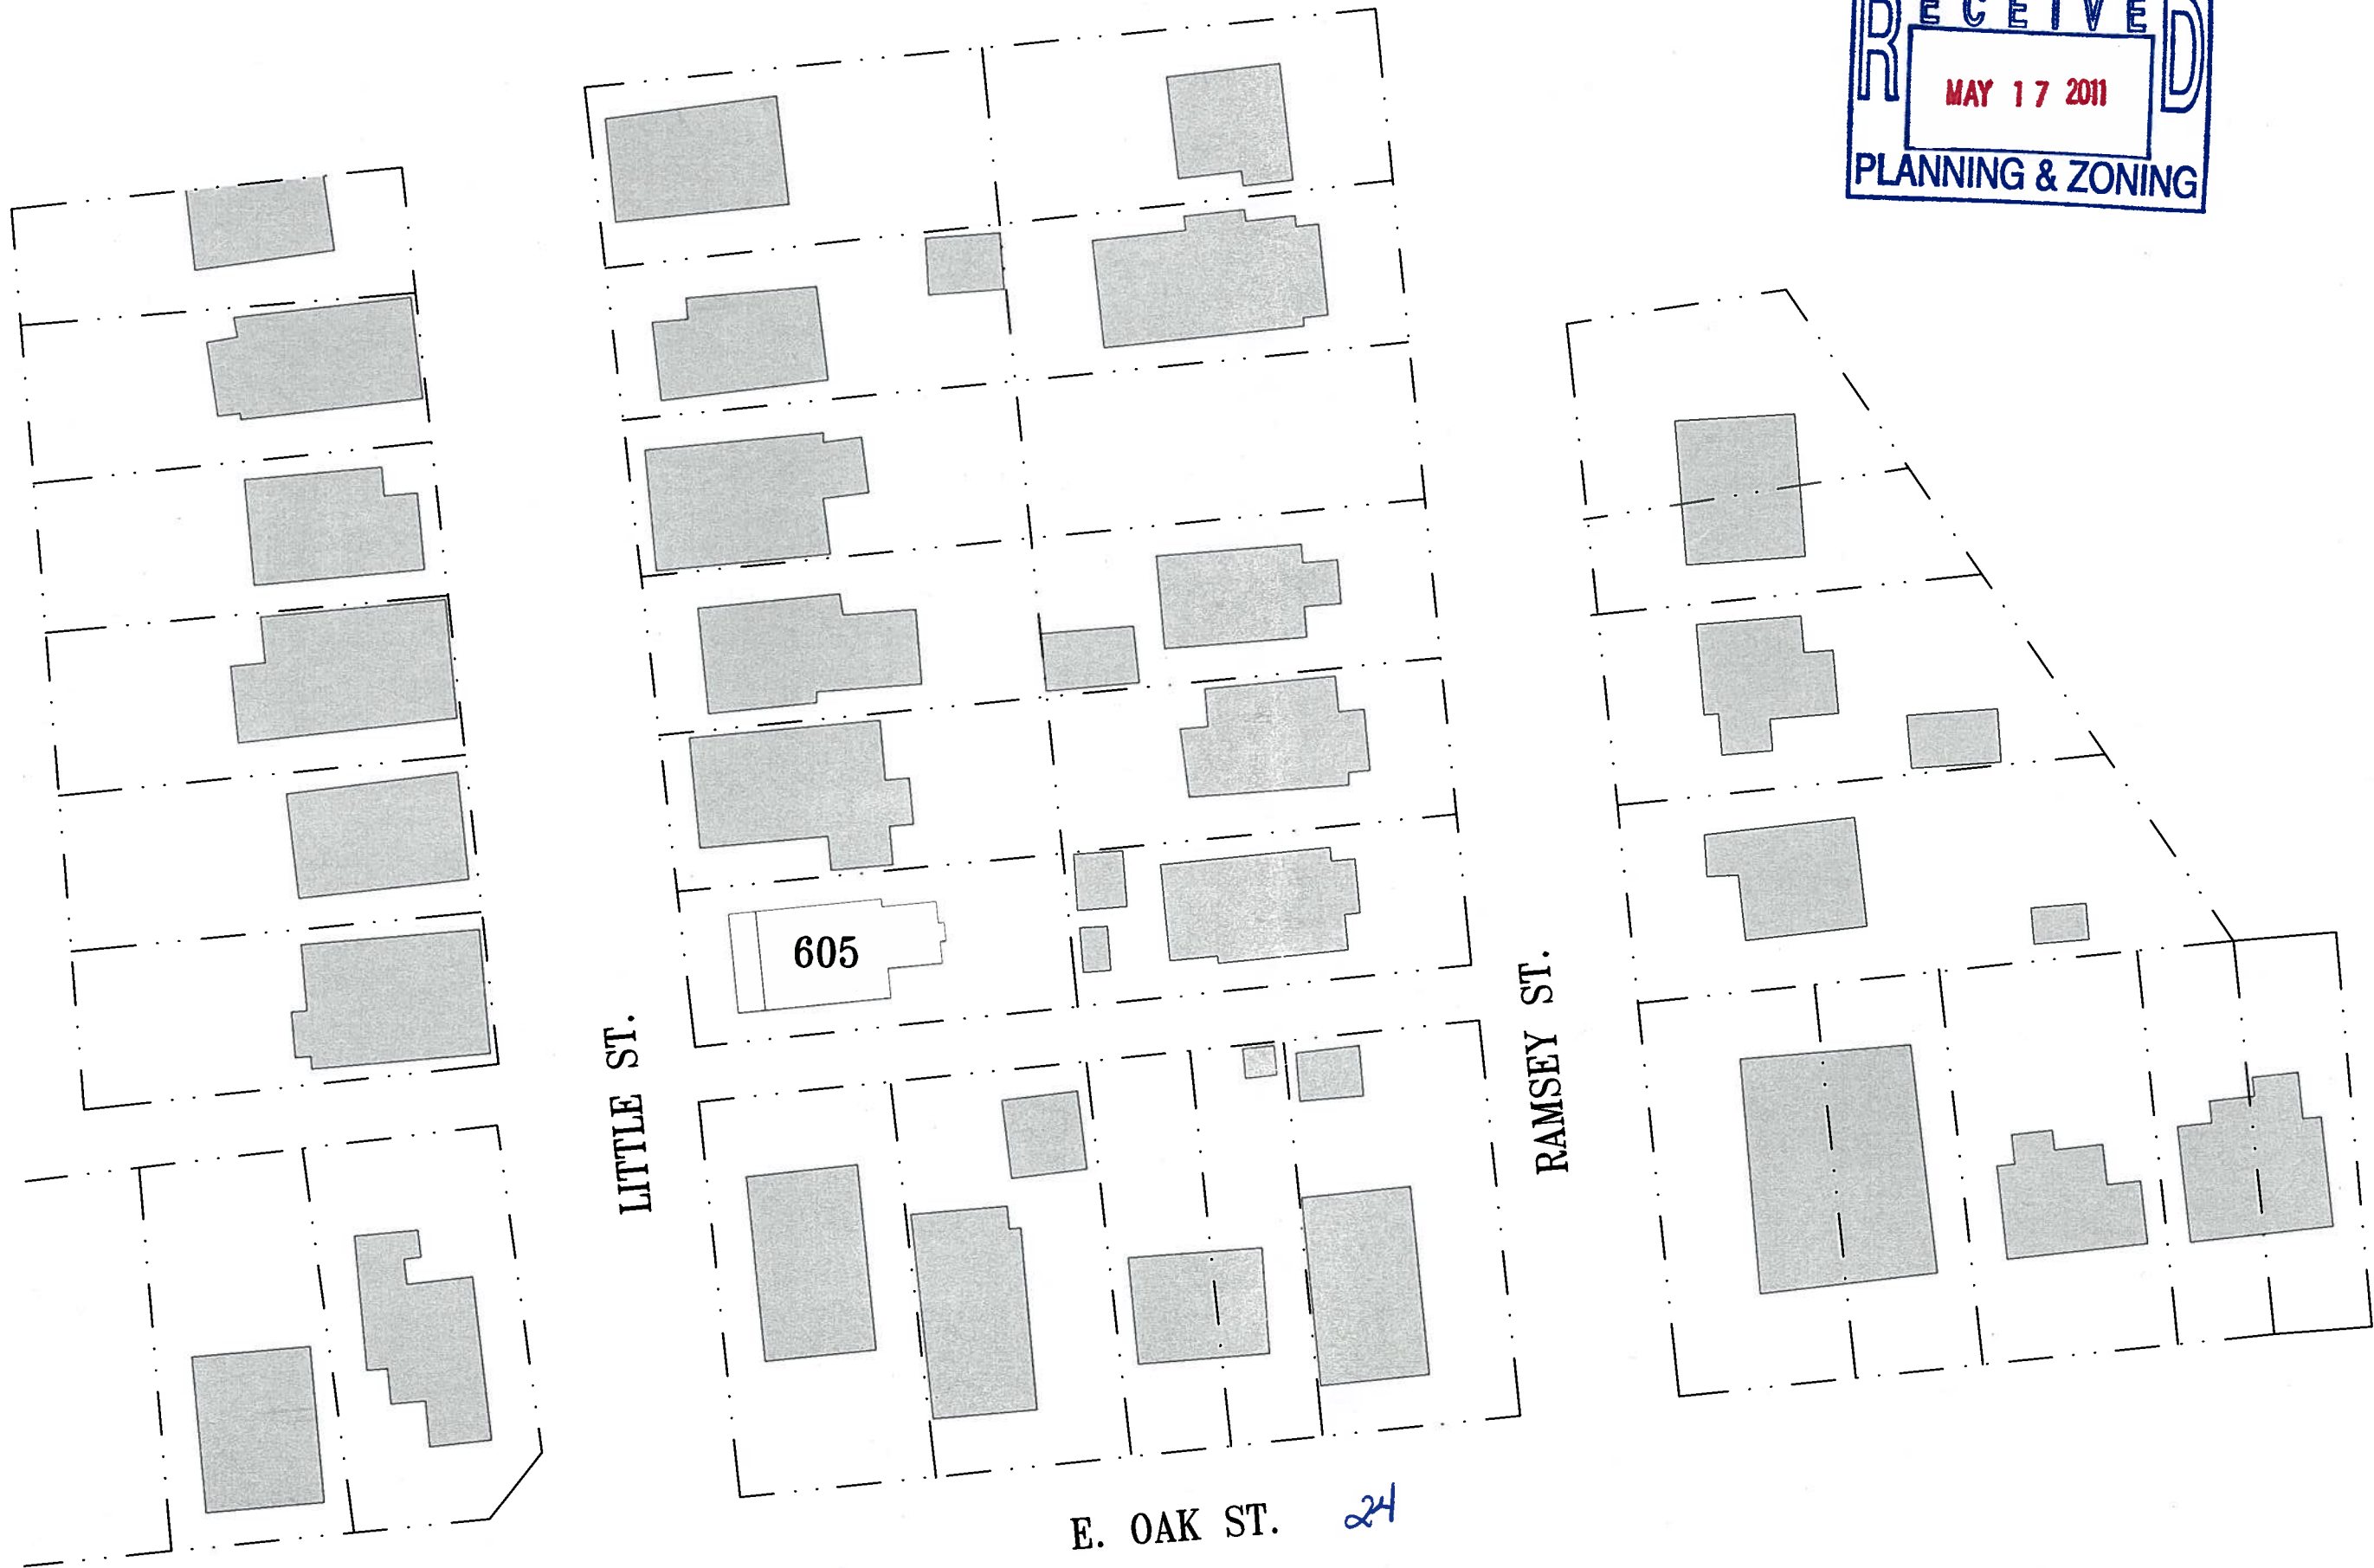 RECEIVED
MAY 17 2011
PLANNING & ZONING
605
LITTLE ST.
RAMSEY ST.
E. OAK ST. 24